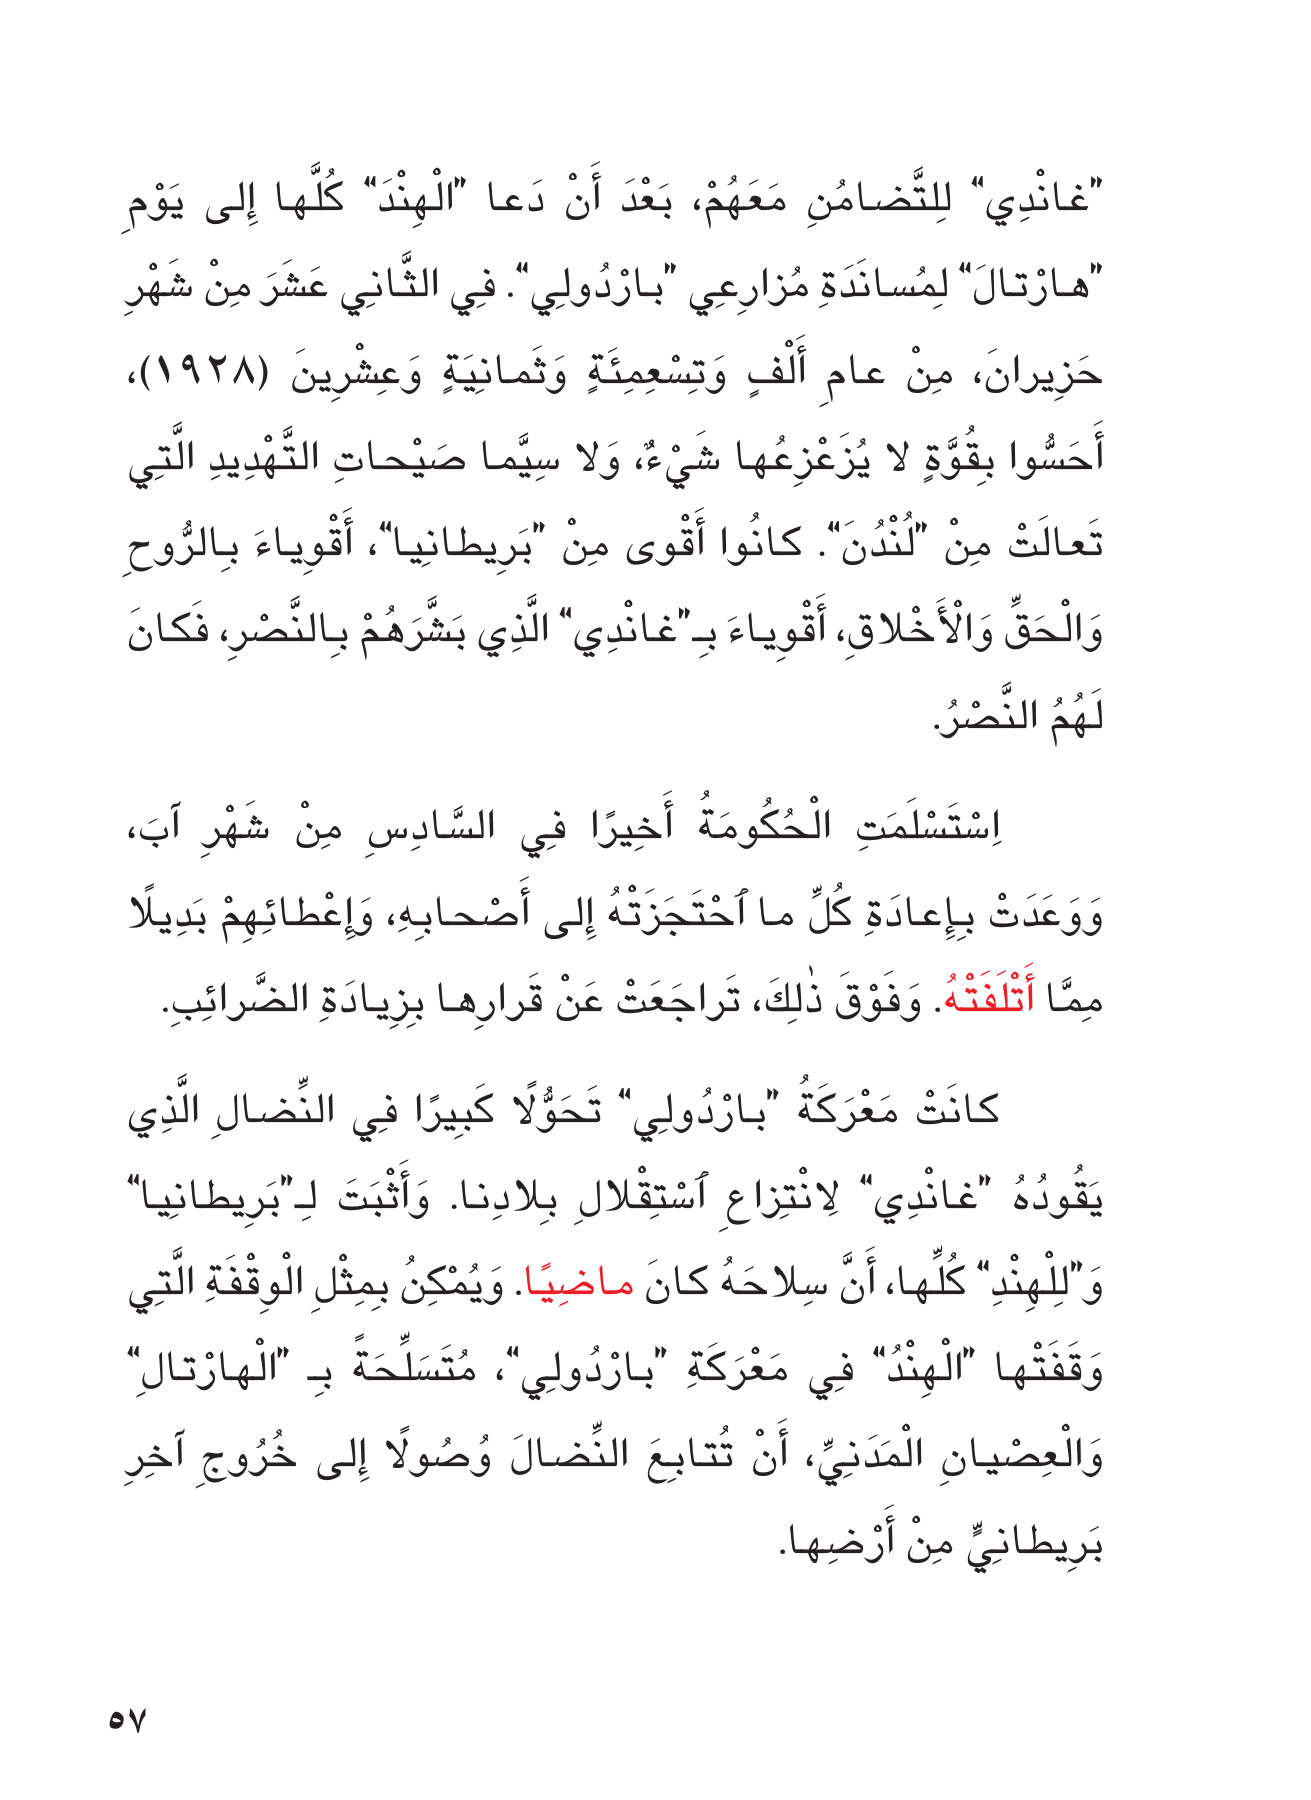 "غانْدِي" لِلتَّضامُنِ مَعَهُمْ، بَعْدَ أَنْ دَعا "الْهِنْدَ" كُلَّها إِلى يَوْمِ
"هارْتالَ" لِمُسانَدَةِ مُزارِعِي "بارْدُولِي". فِي الثَّانِي عَشَرَ مِنْ شَهْرِ
حَزِيرانَ، مِنْ عامِ أَلْفٍ وَتِسْعِمِئَةٍ وَثَمانِيَةٍ وَعِشْرِينَ (١٩٢٨)،
أَحَسُّوا بِقُوَّةٍ لا يُزَعْزِعُها شَيْءٌ، وَلا سِيَّما صَيْحاتِ التَّهْدِيدِ الَّتِي
تَعالَتْ مِنْ "لُنْدُنَ". كانُوا أَقْوى مِنْ "بَرِيطانِيا"، أَقْوِياءَ بِالرُّوحِ
وَالْحَقِّ وَالْأَخْلاقِ، أَقْوِياءَ بِـ"غانْدِي" الَّذِي بَشَّرَهُمْ بِالنَّصْرِ، فَكانَ
لَهُمُ النَّصْرُ.
اِسْتَسْلَمَتِ الْحُكُومَةُ أَخِيرًا فِي السَّادِسِ مِنْ شَهْرِ آبَ،
وَوَعَدَتْ بِإِعادَةِ كُلِّ ما ٱحْتَجَزَتْهُ إِلى أَصْحابِهِ، وَإِعْطائِهِمْ بَدِيلًا
مِمَّا أَتْلَفَتْهُ. وَفَوْقَ ذٰلِكَ، تَراجَعَتْ عَنْ قَرارِها بِزِيادَةِ الضَّرائِبِ.
كانَتْ مَعْرَكَةُ "بارْدُولِي" تَحَوُّلًا كَبِيرًا فِي النِّضالِ الَّذِي
يَقُودُهُ "غانْدِي" لِانْتِزاعِ ٱسْتِقْلالِ بِلادِنا. وَأَثْبَتَ لِـ"بَرِيطانِيا"
وَ"لِلْهِنْدِ" كُلِّها، أَنَّ سِلاحَهُ كانَ ماضِيًا. وَيُمْكِنُ بِمِثْلِ الْوِقْفَةِ الَّتِي
وَقَفَتْها "الْهِنْدُ" فِي مَعْرَكَةِ "بارْدُولِي"، مُتَسَلِّحَةً بِـ "الْهارْتالِ"
وَالْعِصْيانِ الْمَدَنِيِّ، أَنْ تُتابِعَ النِّضالَ وُصُولًا إِلى خُرُوجِ آخِرِ
بَرِيطانِيٍّ مِنْ أَرْضِها.
٥٧